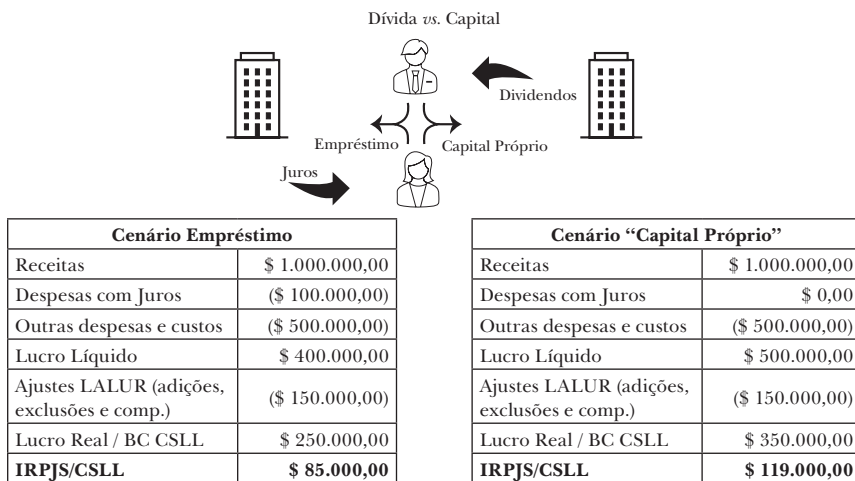 Dívida vs. Capital
Dividendos
Empréstimo
Capital Próprio
Juros
Cenário Empréstimo
Receitas $ 1.000.000,00
Despesas com Juros ($ 100.000,00)
Outras despesas e custos ($ 500.000,00)
Lucro Líquido $ 400.000,00
Ajustes LALUR (adições,
exclusões e comp.) ($ 150.000,00)
Lucro Real / BC CSLL $ 250.000,00
IRPJS/CSLL $ 85.000,00
Cenário “Capital Próprio”
Receitas $ 1.000.000,00
Despesas com Juros $ 0,00
Outras despesas e custos ($ 500.000,00)
Lucro Líquido $ 500.000,00
Ajustes LALUR (adições,
exclusões e comp.) ($ 150.000,00)
Lucro Real / BC CSLL $ 350.000,00
IRPJS/CSLL $ 119.000,00